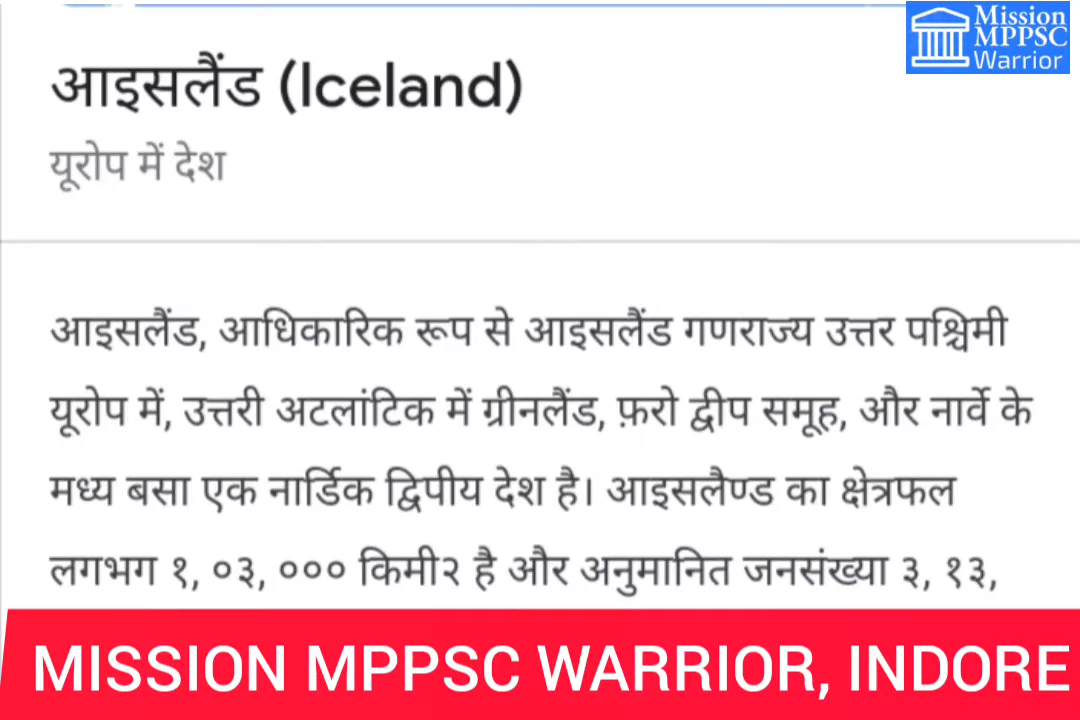 Mission
MPPSC
Warrior
आइसलैंड (Iceland)
यूरोप में देश
आइसलैंड, आधिकारिक रूप से आइसलैंड गणराज्य उत्तर पश्चिमी
यूरोप में, उत्तरी अटलांटिक में ग्रीनलैंड, फ़रो द्वीप समूह, और नार्वे के
मध्य बसा एक नार्डिक द्विपीय देश है। आइसलैण्ड का क्षेत्रफल
लगभग १, ०३, ००० किमी२ है और अनुमानित जनसंख्या ३, १३,
MISSION MPPSC WARRIOR, INDORE